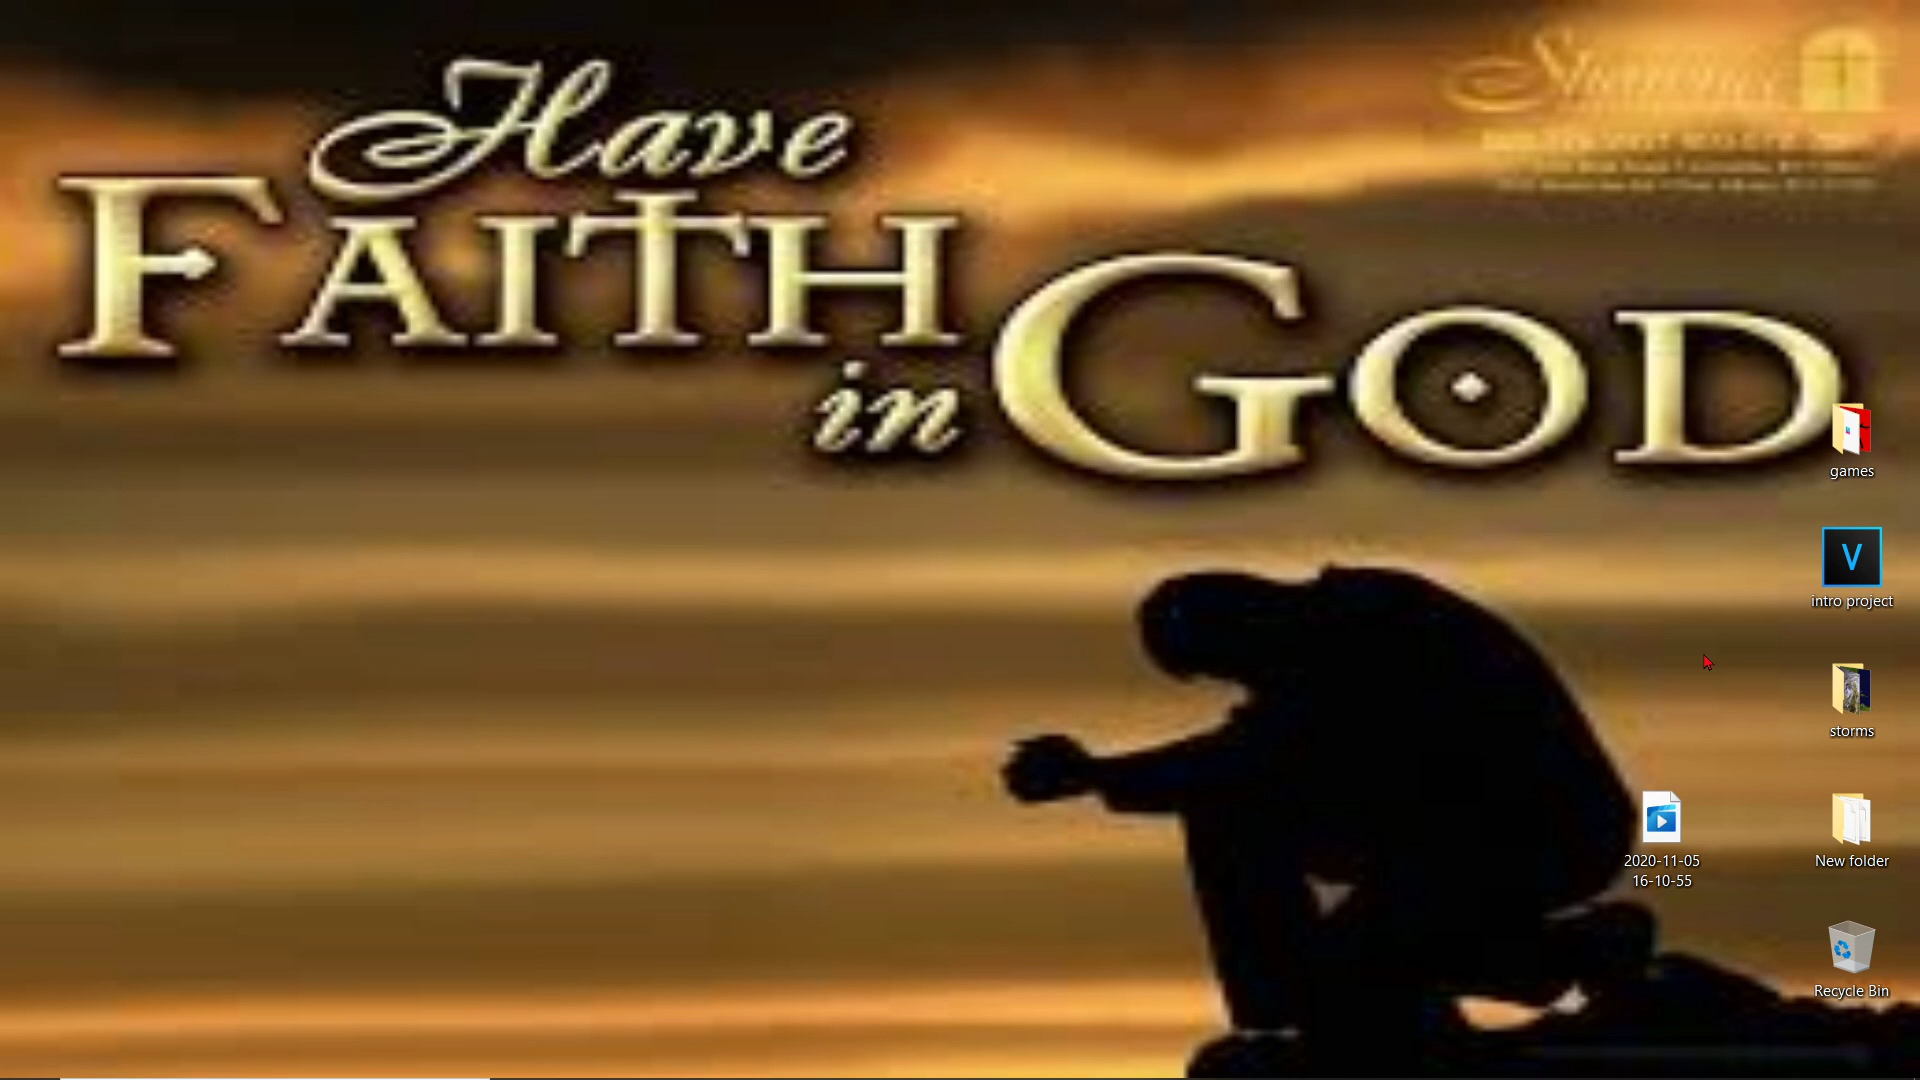 Have
FAITH
in GOD
games
V
intro project
storms
2020-11-05
16-10-55
New folder
Recycle Bin